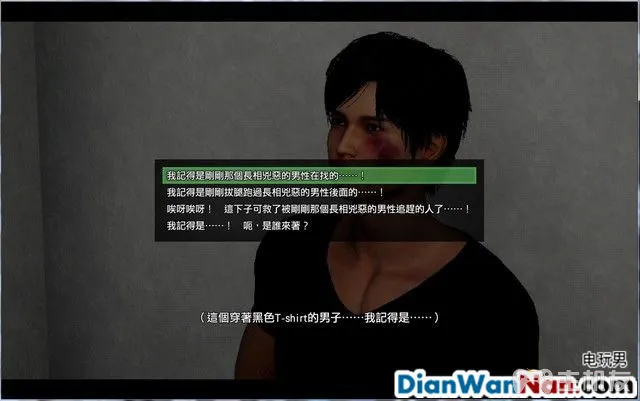 我記得是剛剛那個長相兇惡的男性在找的……！
我記得是剛剛拔腿跑過長相兇惡的男性後面的……！
唉呀唉呀！ 這下子可救了被剛剛那個長相兇惡的男性追趕的人了……！
我記得是……！ 呃，是誰來著？
（這個穿著黑色T-shirt的男子……我記得是……）
电玩男
DianWanNan.com